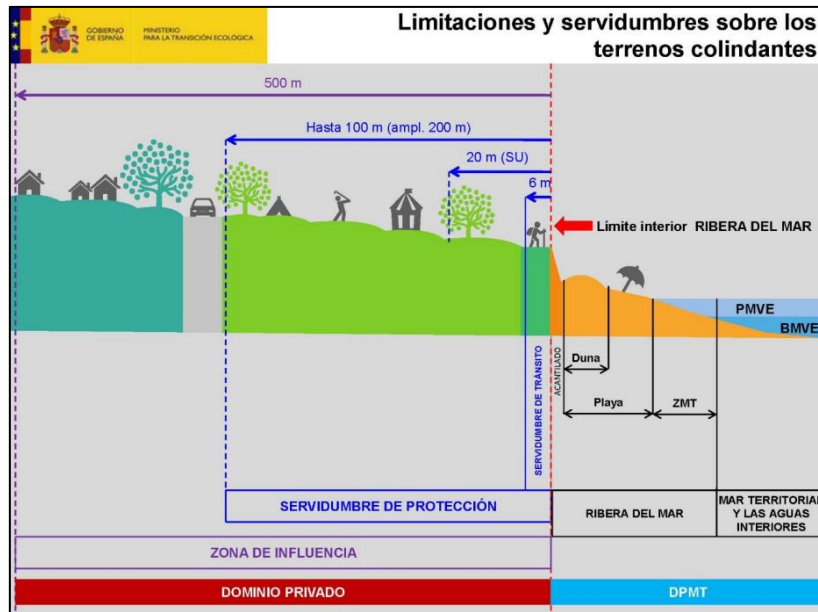 GOBIERNO
DE ESPAÑA
MINISTERIO
PARA LA TRANSICIÓN ECOLÓGICA
Limitaciones y servidumbres sobre los
terrenos colindantes
500 m
Hasta 100 m (ampl. 200 m)
20 m (SU)
6 m
Límite interior RIBERA DEL MAR
PMVE
BMVE
SERVIDUMBRE DE TRÁNSITO
ACANTILADO
Duna
Playa
ZMT
SERVIDUMBRE DE PROTECCIÓN
RIBERA DEL MAR
MAR TERRITORIAL
Y LAS AGUAS
INTERIORES
ZONA DE INFLUENCIA
DOMINIO PRIVADO
DPMT